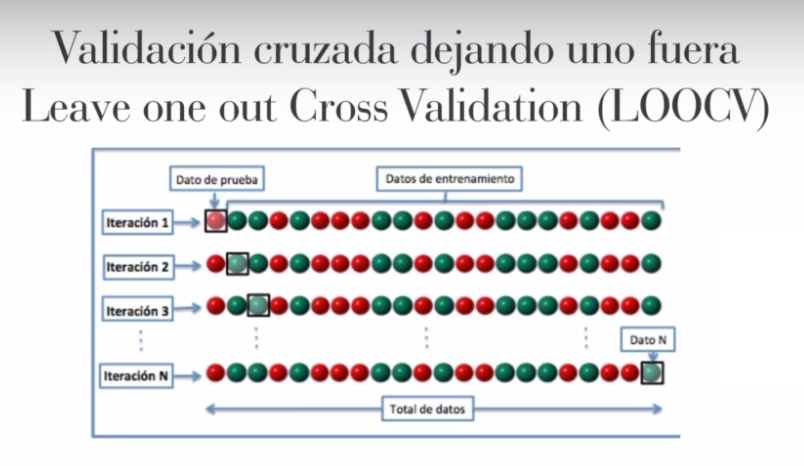 Validación cruzada dejando uno fuera
Leave one out Cross Validation (LOOCV)
Dato de prueba
Datos de entrenamiento
Iteración 1
Iteración 2
Iteración 3
Dato N
Iteración N
Total de datos